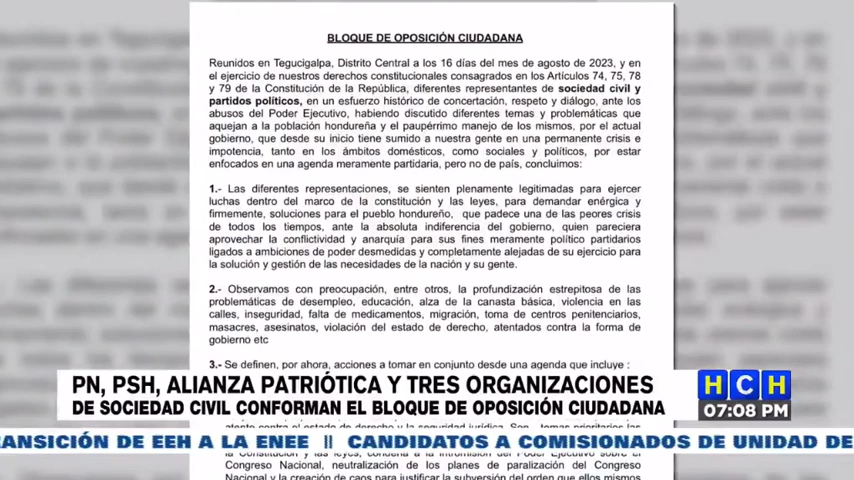 BLOQUE DE OPOSICIÓN CIUDADANA
Reunidos en Tegucigalpa, Distrito Central a los 16 días del mes de agosto de 2023, y en
el ejercicio de nuestros derechos constitucionales consagrados en los Artículos 74, 75, 78
y 79 de la Constitución de la República, diferentes representantes de sociedad civil y
partidos políticos, en un esfuerzo histórico de concertación, respeto y diálogo, ante los
abusos del Poder Ejecutivo, habiendo discutido diferentes temas y problemáticas que
aquejan a la población hondureña y el paupérrimo manejo de los mismos, por el actual
gobierno, que desde su inicio tiene sumido a nuestra gente en una permanente crisis e
impotencia, tanto en los ámbitos domésticos, como sociales y políticos, por estar
enfocados en una agenda meramente partidaria, pero no de país, concluimos:
1.- Las diferentes representaciones, se sienten plenamente legitimadas para ejercer
luchas dentro del marco de la constitución y las leyes, para demandar enérgica y
firmemente, soluciones para el pueblo hondureño, que padece una de las peores crisis
de todos los tiempos, ante la absoluta indiferencia del gobierno, quien pareciera
aprovechar la conflictividad y anarquía para sus fines meramente político partidarios
ligados a ambiciones de poder desmedidas y completamente alejadas de su ejercicio para
la solución y gestión de las necesidades de la nación y su gente.
2.- Observamos con preocupación, entre otros, la profundización estrepitosa de las
problemáticas de desempleo, educación, alza de la canasta básica, violencia en las
calles, inseguridad, falta de medicamentos, migración, toma de centros penitenciarios,
masacres, asesinatos, violación del estado de derecho, atentados contra la forma de
gobierno etc
3.- Se definen, por ahora, acciones a tomar en conjunto desde una agenda que incluye :
PN, PSH, ALIANZA PATRIÓTICA Y TRES ORGANIZACIONES
DE SOCIEDAD CIVIL CONFORMAN EL BLOQUE DE OPOSICIÓN CIUDADANA
HCH
07:08 PM
TRANSICIÓN DE EEH A LA ENEE || CANDIDATOS A COMISIONADOS DE UNIDAD DE
Congreso Nacional, neutralización de los planes de paralización del Congreso
Nacional y la creación de caos para justificar la subversión del orden que ellos mismos